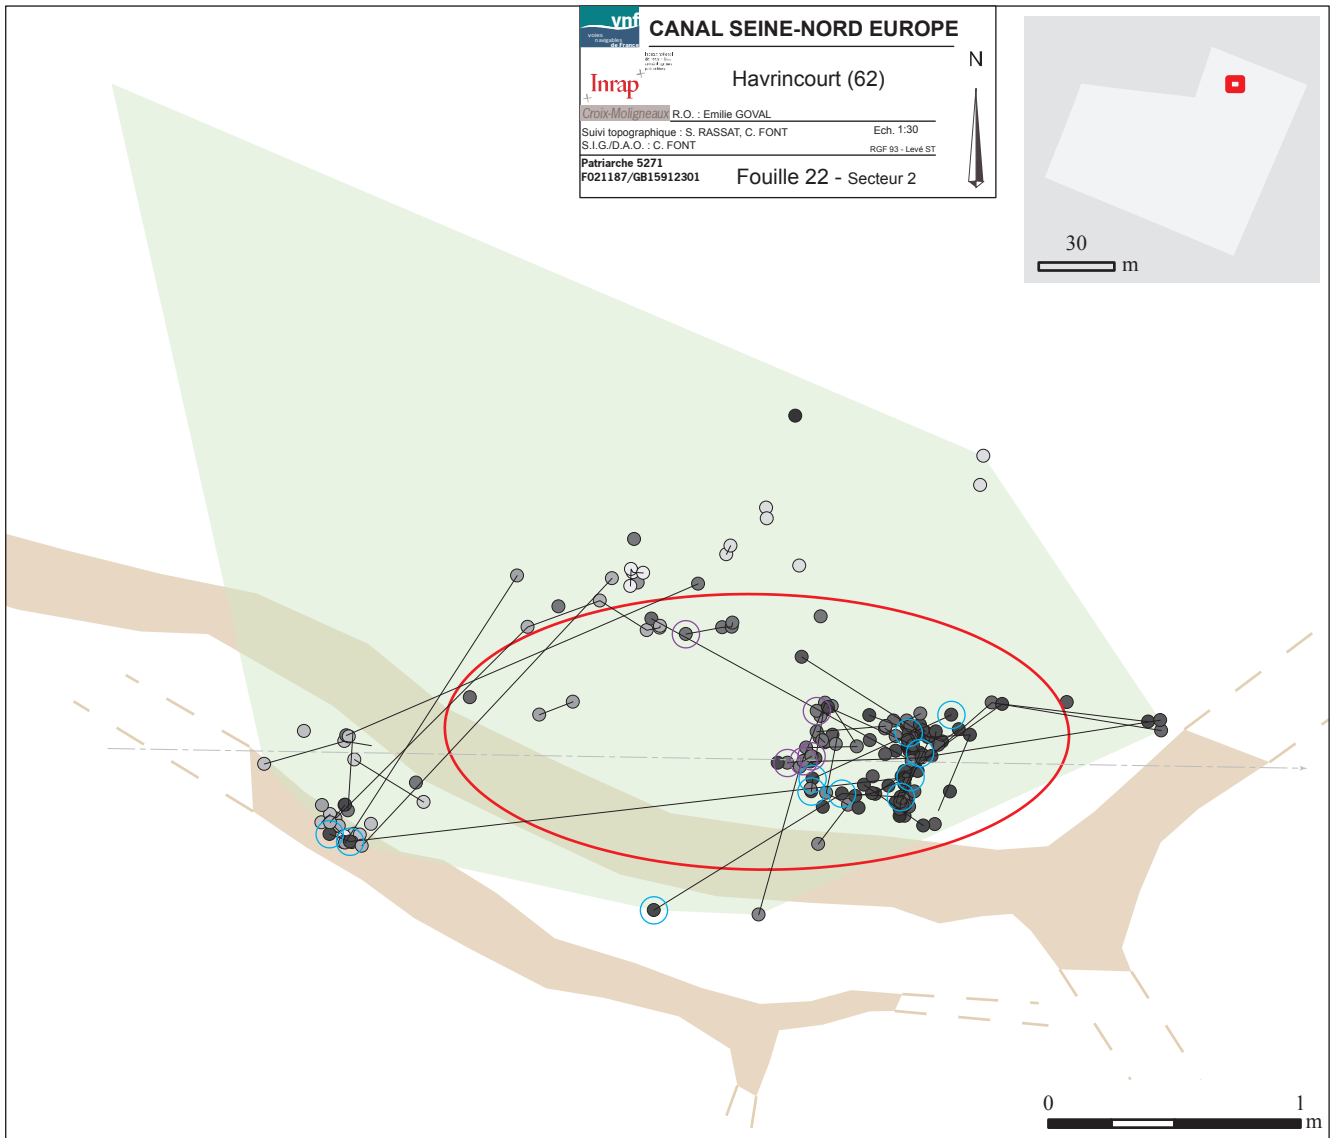 vnf
voies
navigables
de France
CANAL SEINE-NORD EUROPE
Inrap
Havrincourt (62)
N
Croix-Moligneaux R.O. : Emilie GOVAL
Suivi topographique : S. RASSAT, C. FONT
Ech. 1:30
S.I.G./D.A.O. : C. FONT
RGF 93 - Levé ST
Patriarche 5271
F021187/GB15912301
Fouille 22 - Secteur 2
30
m
0 1
m